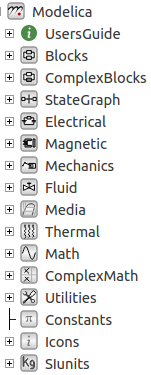 Modelica
UsersGuide
Blocks
ComplexBlocks
StateGraph
Electrical
Magnetic
Mechanics
Fluid
Media
Thermal
Math
ComplexMath
Utilities
Constants
Icons
SIunits